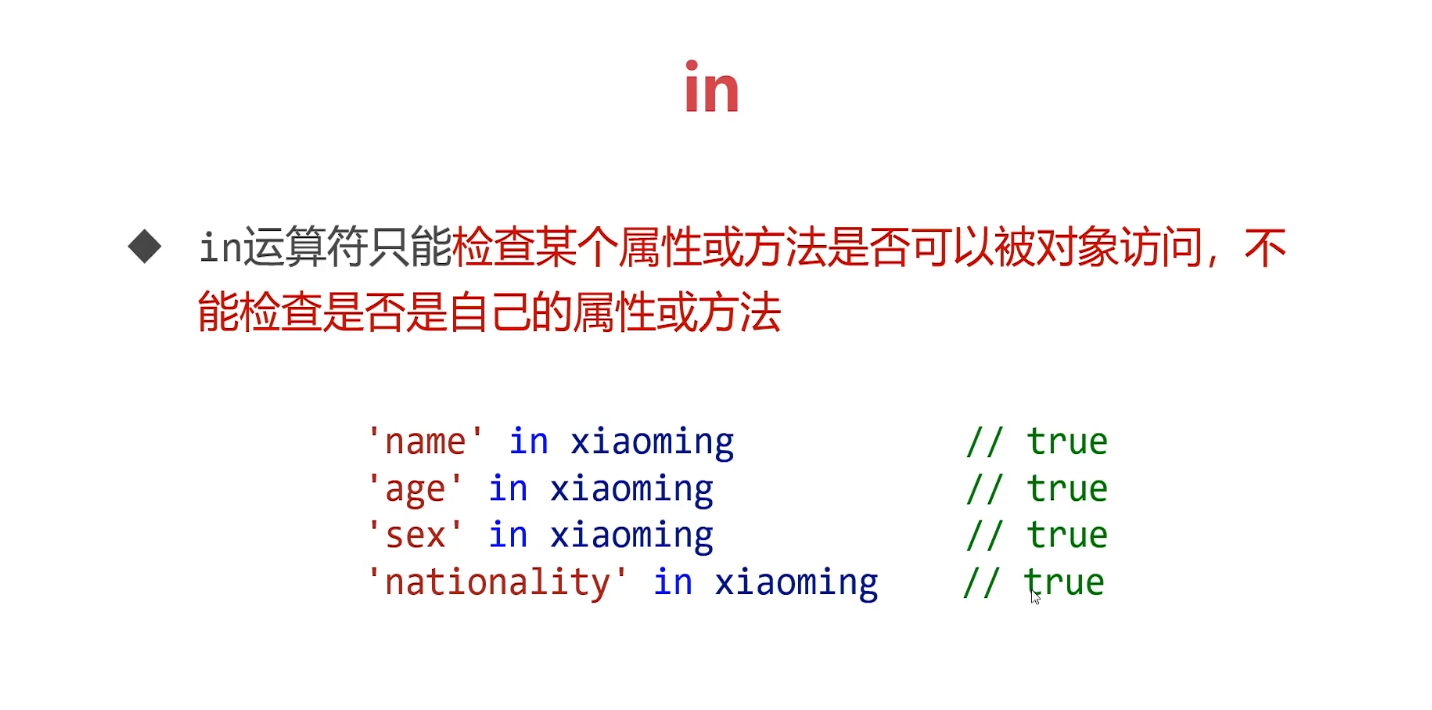 in
in运算符只能检查某个属性或方法是否可以被对象访问，不
能检查是否是自己的属性或方法
'name' in xiaoming // true
'age' in xiaoming // true
'sex' in xiaoming // true
'nationality' in xiaoming // true